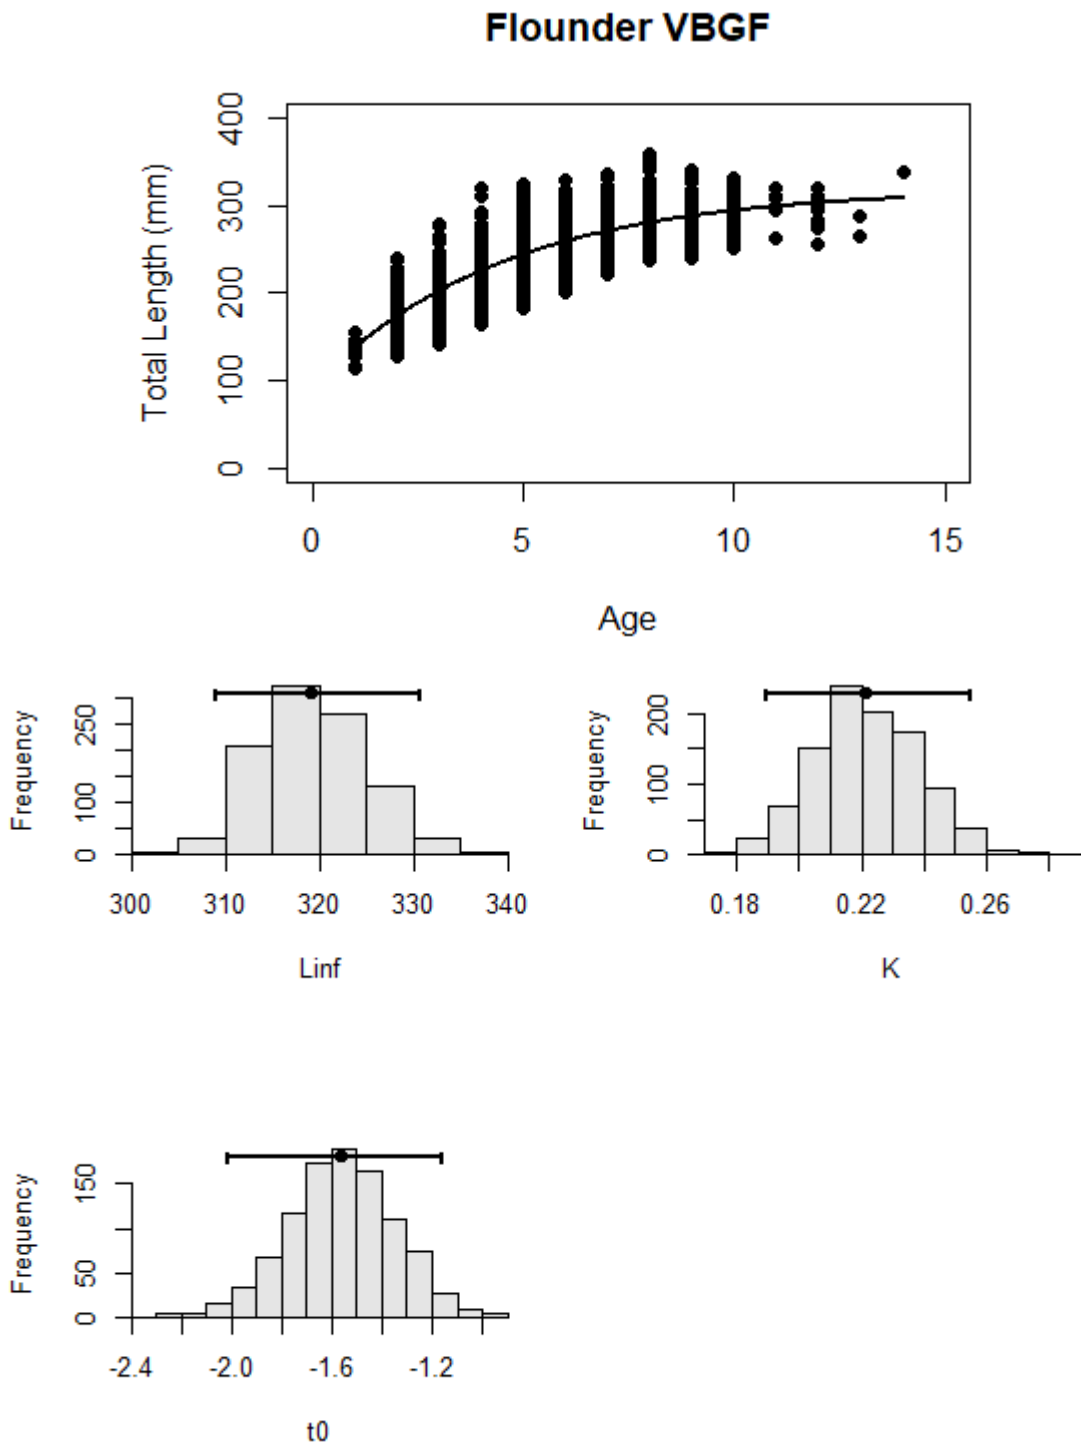 Flounder VBGF
400
300
200
100
0
Total Length (mm)
0 5 10 15
Age
250
100
0
Frequency
300 310 320 330 340
Linf
200
100
0
Frequency
0.18 0.22 0.26
K
150
50
0
Frequency
-2.4 -2.0 -1.6 -1.2
t0